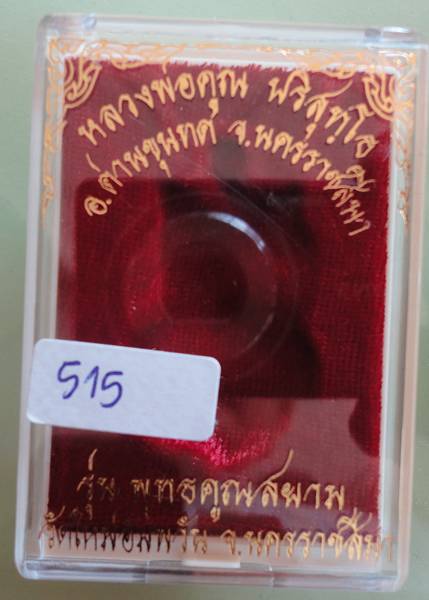 หลวงพ่อคูณ ปริสุทฺโธ
อ.ด่านขุนทด จ.นครราชสีมา
515
รุ่น พุทธคูณสยาม
จ.นครราชสีมา